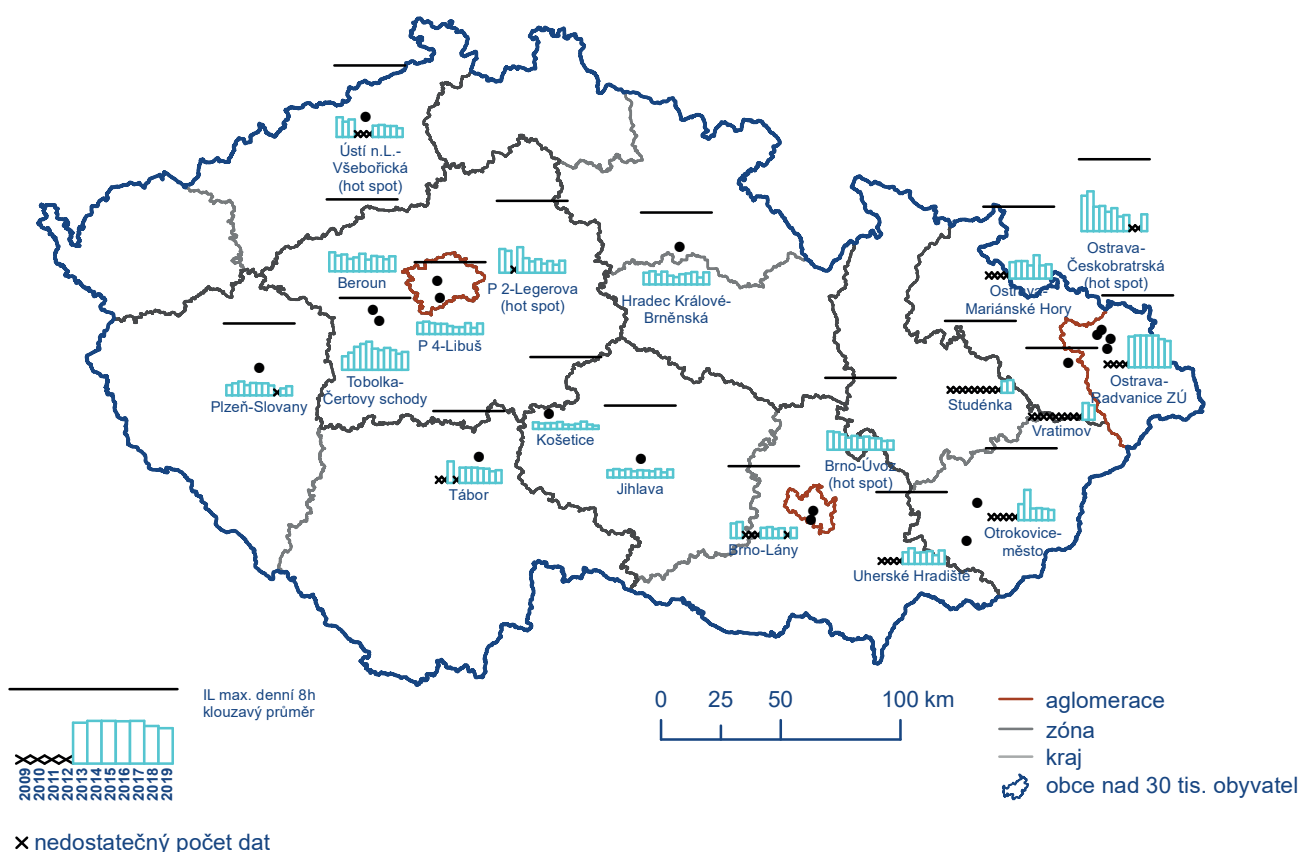 Ústí n.L.-
Všebořická
(hot spot)
Ostrava-
Českobratrská
(hot spot)
Beroun
P 2-Legerova
(hot spot)
Hradec Králové-
Brněnská
Ostrava-
Mariánské Hory
P 4-Libuš
Tobolka-
Čertovy schody
Plzeň-Slovany
Ostrava-
Radvanice ZÚ
Studénka
Vratimov
Košetice
Brno-Úvoz
(hot spot)
Tábor
Jihlava
Brno-Lány
Otrokovice-
město
Uherské Hradiště
IL max. denní 8h
klouzavý průměr
2009
2010
2011
2012
2013
2014
2015
2016
2017
2018
2019
nedostatečný počet dat
0 25 50 100 km
aglomerace
zóna
kraj
obce nad 30 tis. obyvatel